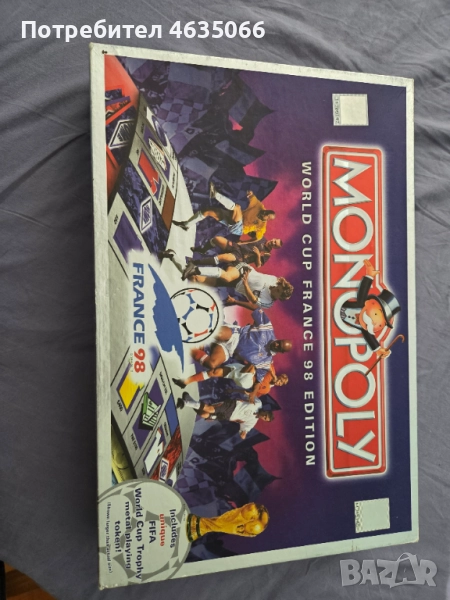 Потребител 4635066
MONOPOLY
WORLD CUP FRANCE 98 EDITION
FRANCE 98
Includes
unique
FIFA
World Cup Trophy
metal playing
token!
BAZAR